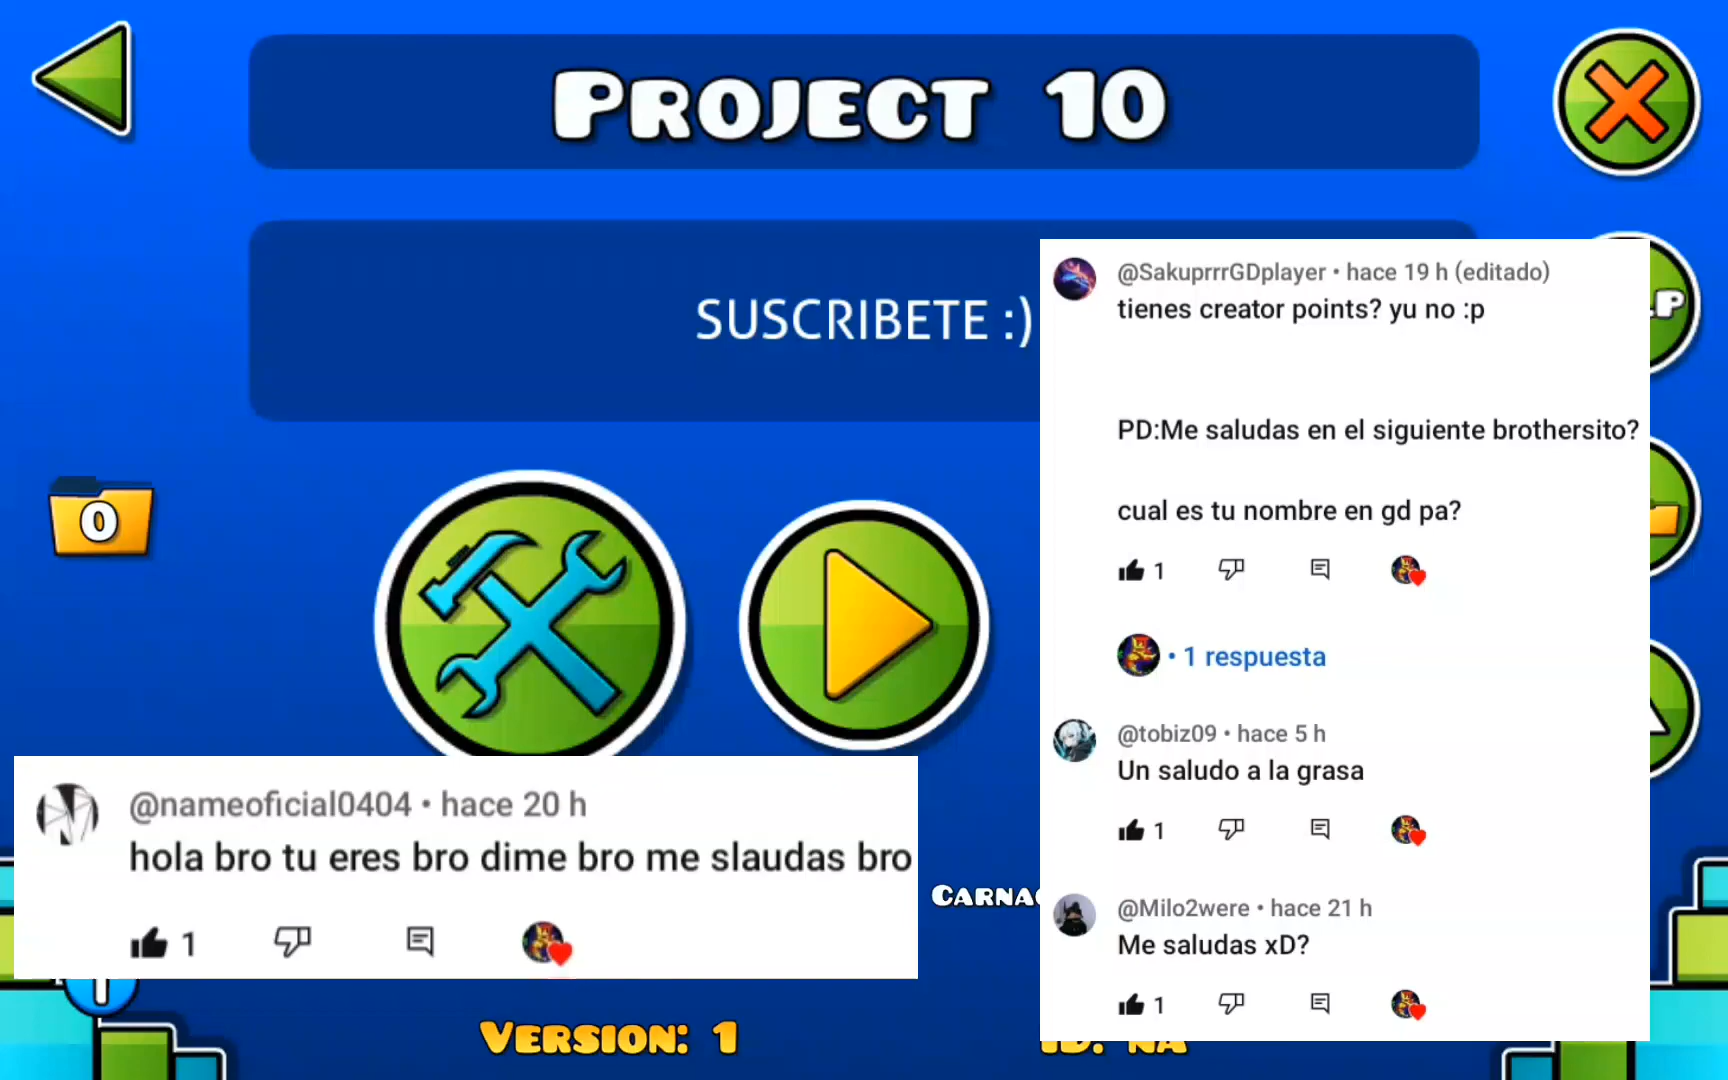 PROJECT 10
SUSCRIBETE :)
0
@SakuprrrGDplayer • hace 19 h (editado)
tienes creator points? yu no :p
PD:Me saludas en el siguiente brothersito?
cual es tu nombre en gd pa?
1
• 1 respuesta
@tobiz09 • hace 5 h
Un saludo a la grasa
1
@Milo2were • hace 21 h
Me saludas xD?
1
@nameoficial0404 • hace 20 h
hola bro tu eres bro dime bro me slaudas bro
1
VERSION: 1
ID: NA